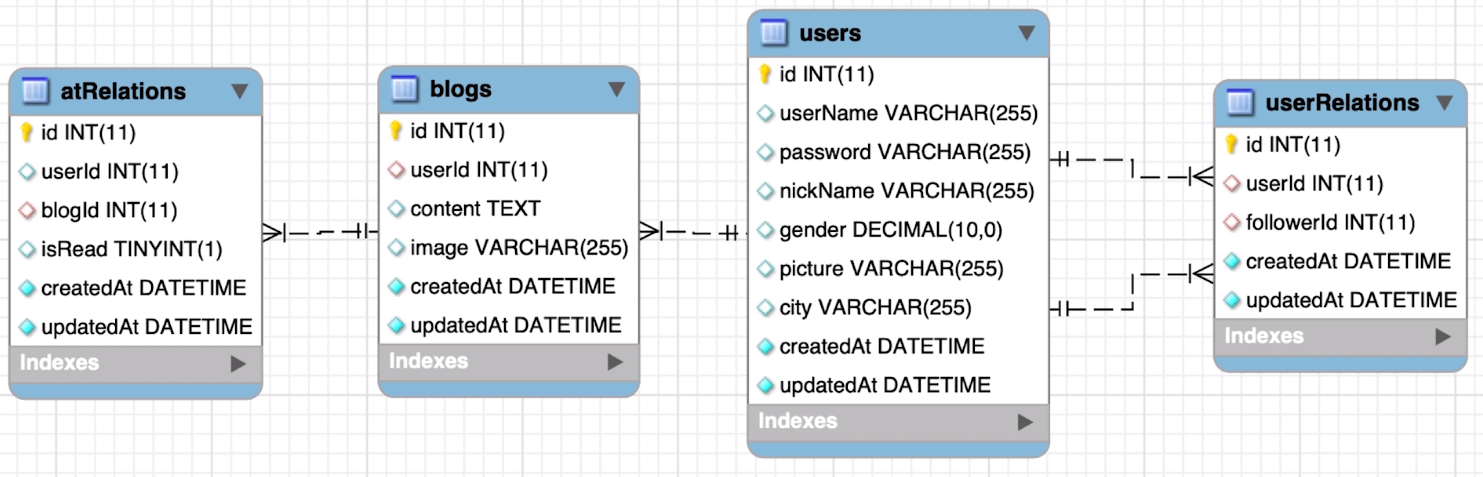 atRelations
id INT(11)
userId INT(11)
blogId INT(11)
isRead TINYINT(1)
createdAt DATETIME
updatedAt DATETIME
Indexes
blogs
id INT(11)
userId INT(11)
content TEXT
image VARCHAR(255)
createdAt DATETIME
updatedAt DATETIME
Indexes
users
id INT(11)
userName VARCHAR(255)
password VARCHAR(255)
nickName VARCHAR(255)
gender DECIMAL(10,0)
picture VARCHAR(255)
city VARCHAR(255)
createdAt DATETIME
updatedAt DATETIME
Indexes
userRelations
id INT(11)
userId INT(11)
followerId INT(11)
createdAt DATETIME
updatedAt DATETIME
Indexes